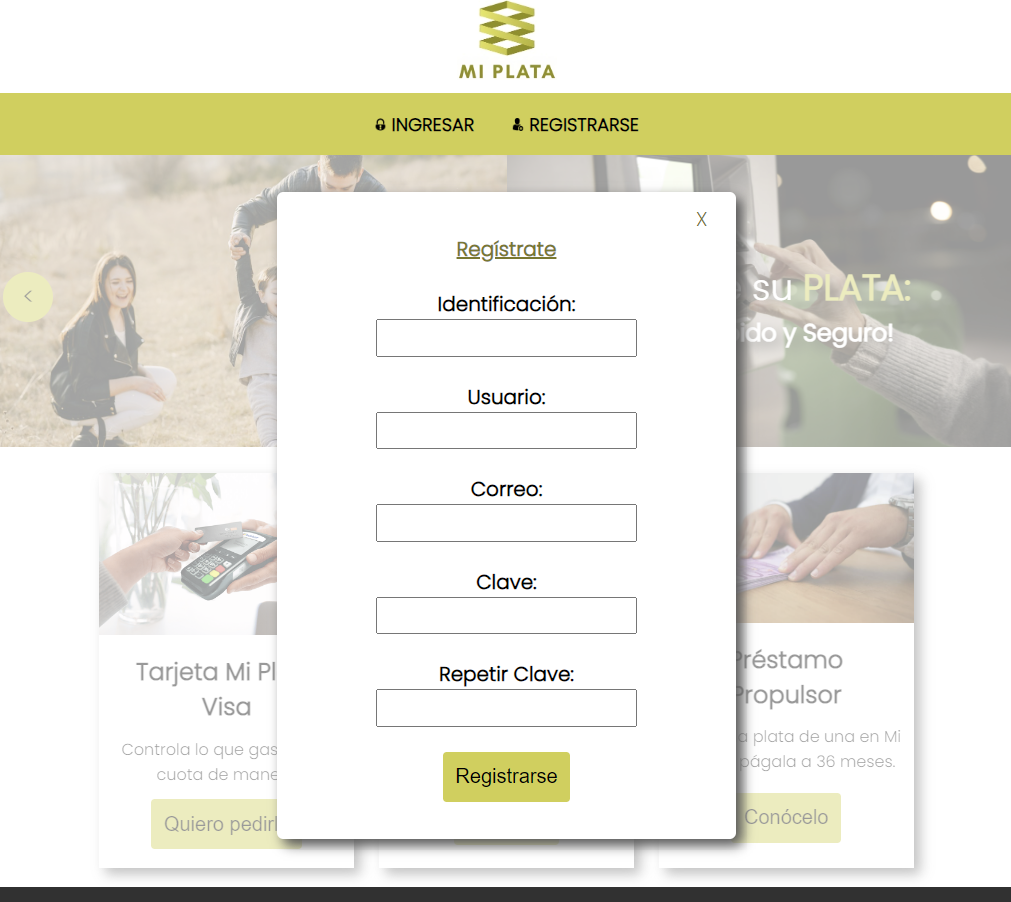 MI PLATA
INGRESAR REGISTRARSE
X
Regístrate
<
su PLATA:
ido y Seguro!
Identificación:
Usuario:
Correo:
Clave:
Repetir Clave:
Registrarse
Tarjeta Mi Pl
Visa
Controla lo que gas
cuota de mane
Quiero pedirl
Préstamo
Propulsor
a plata de una en Mi
págala a 36 meses.
Conócelo